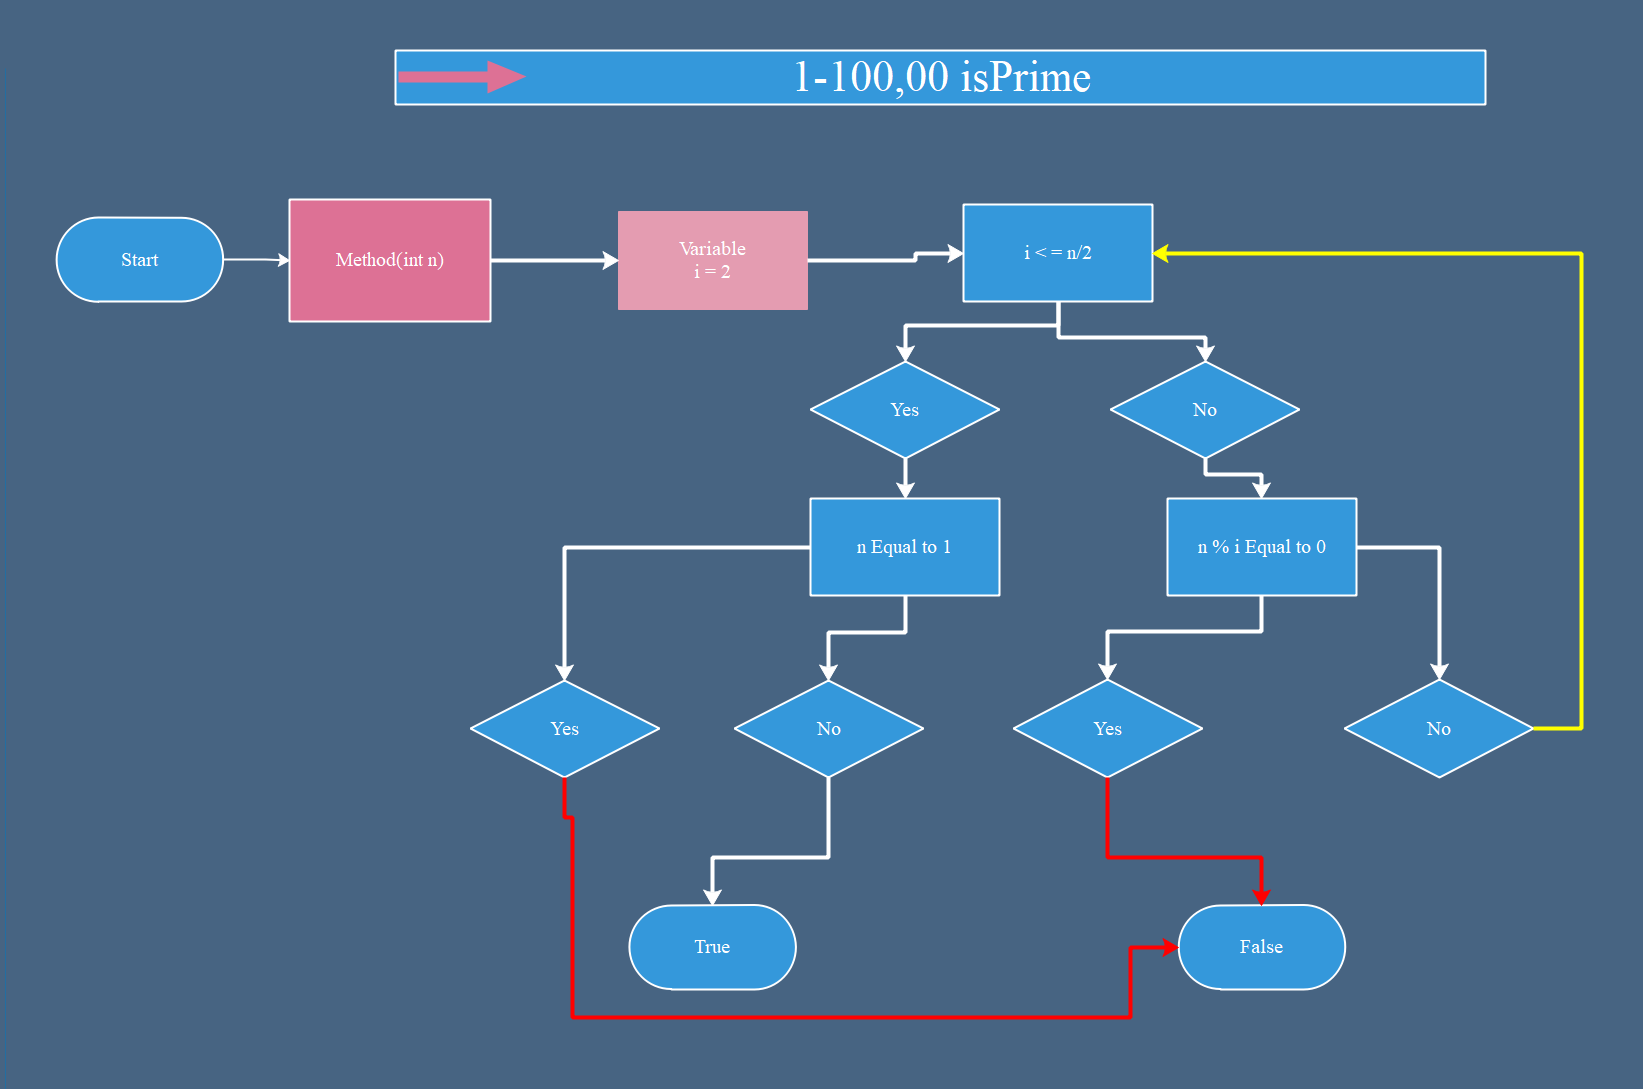 1-100,00 isPrime
Start
Method(int n)
Variable
i = 2
i < = n/2
Yes
No
n Equal to 1
n % i Equal to 0
Yes
No
Yes
No
True
False